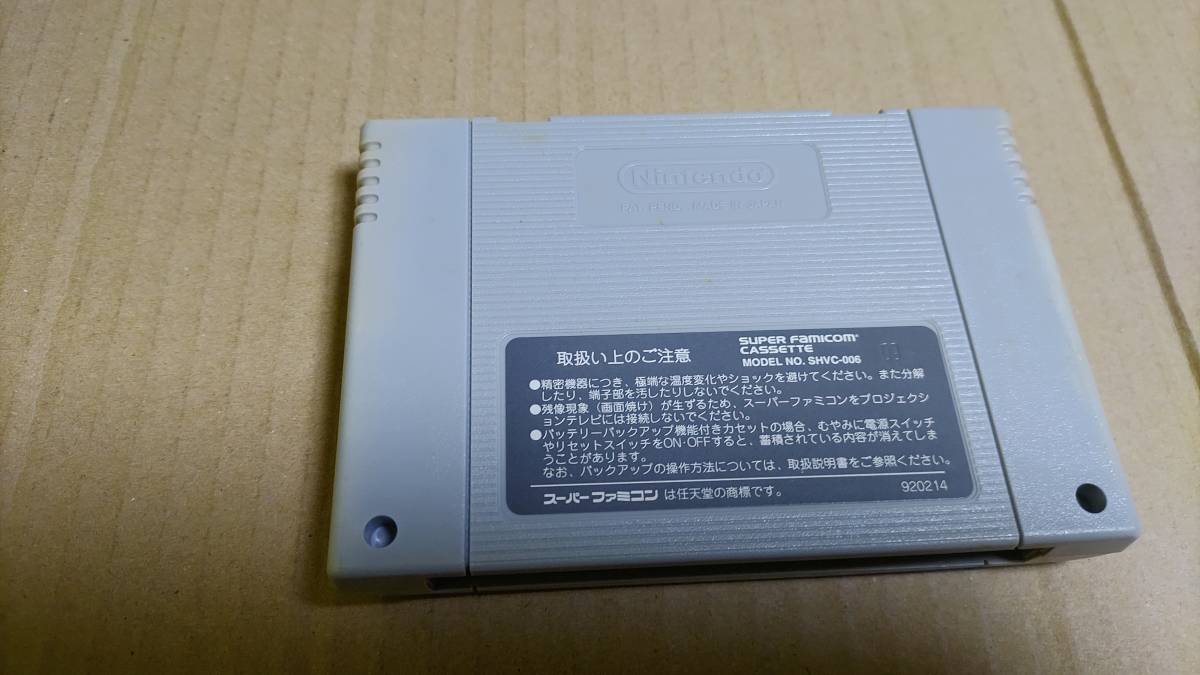 Nintendo
PAT. PEND. MADE IN JAPAN
取扱い上のご注意
SUPER FAMICOM®
CASSETTE
MODEL NO. SHVC-006
●精密機器につき、極端な温度変化やショックを避けてください。また分解
したり、端子部を汚したりしないでください。
●残像現象（画面焼け）が生ずるため、スーパーファミコンをプロジェクシ
ョンテレビには接続しないでください。
●バッテリーバックアップ機能付きカセットの場合、むやみに電源スイッチ
やリセットスイッチをON・OFFすると、蓄積されている内容が消えてしま
うことがあります。
なお、バックアップの操作方法については、取扱説明書をご参照ください。
スーパーファミコン は任天堂の商標です。
920214